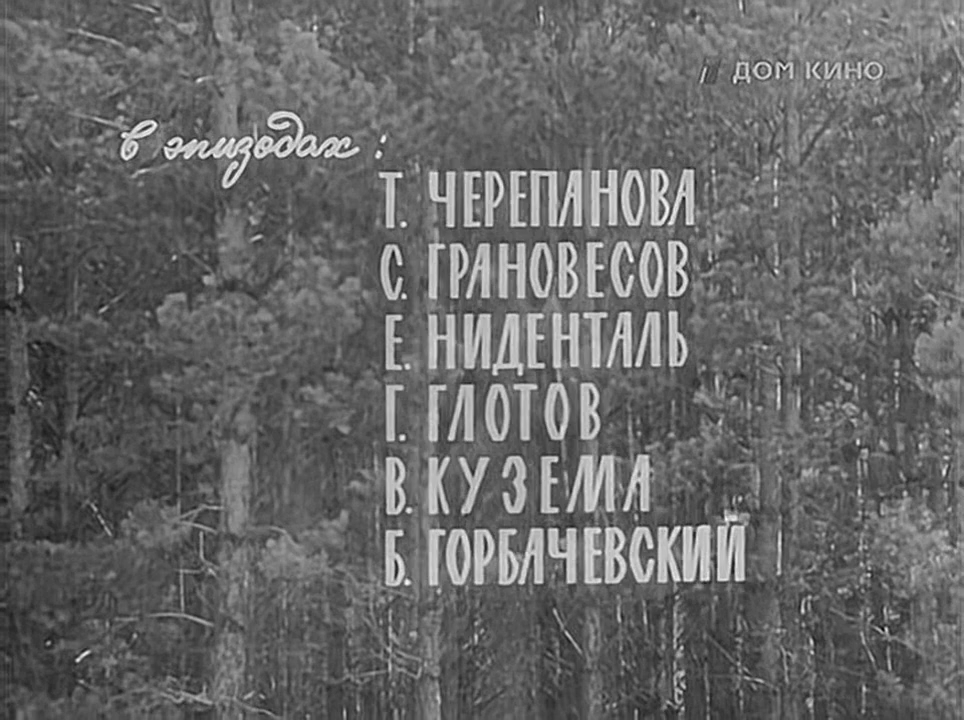 // ДОМ КИНО
в эпизодах:
Т. ЧЕРЕПАНОВА
С. ГРАНОВЕСОВ
Е. НИДЕНТАЛЬ
Г. ГЛОТОВ
В. КУЗЕМА
Б. ГОРБАЧЕВСКИЙ